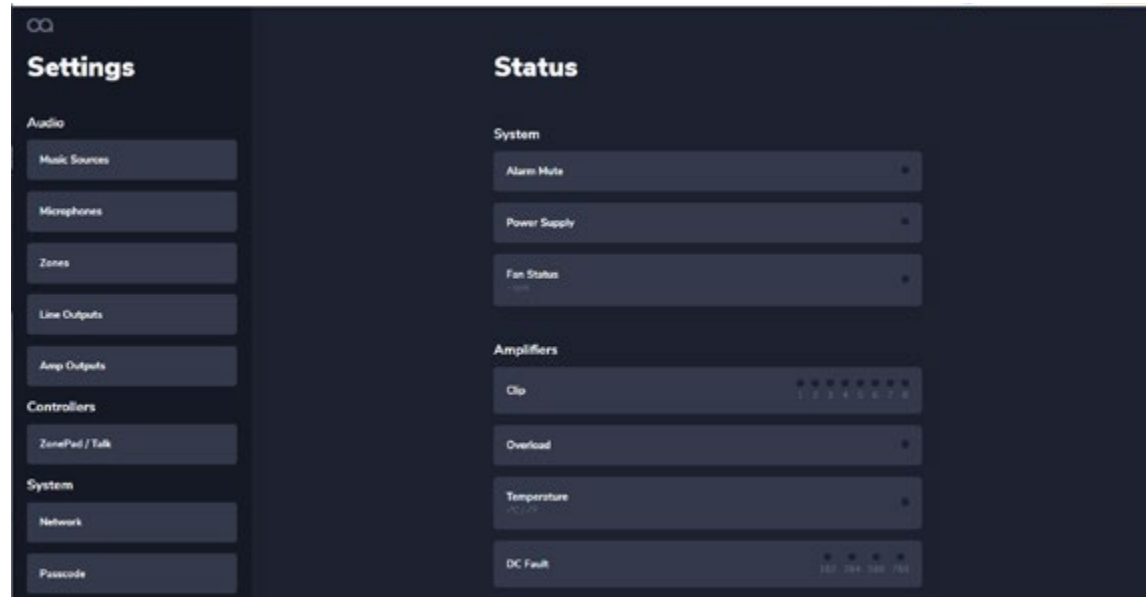 Settings
Audio
Music Sources
Microphones
Zones
Line Outputs
Amp Outputs
Controllers
ZonePad / Talk
System
Network
Passcode
Status
System
Alarm Mute
Power Supply
Fan Status
Amplifiers
Clip
1 2 3 4 5 6 7 8
Overload
Temperature
DC Fault